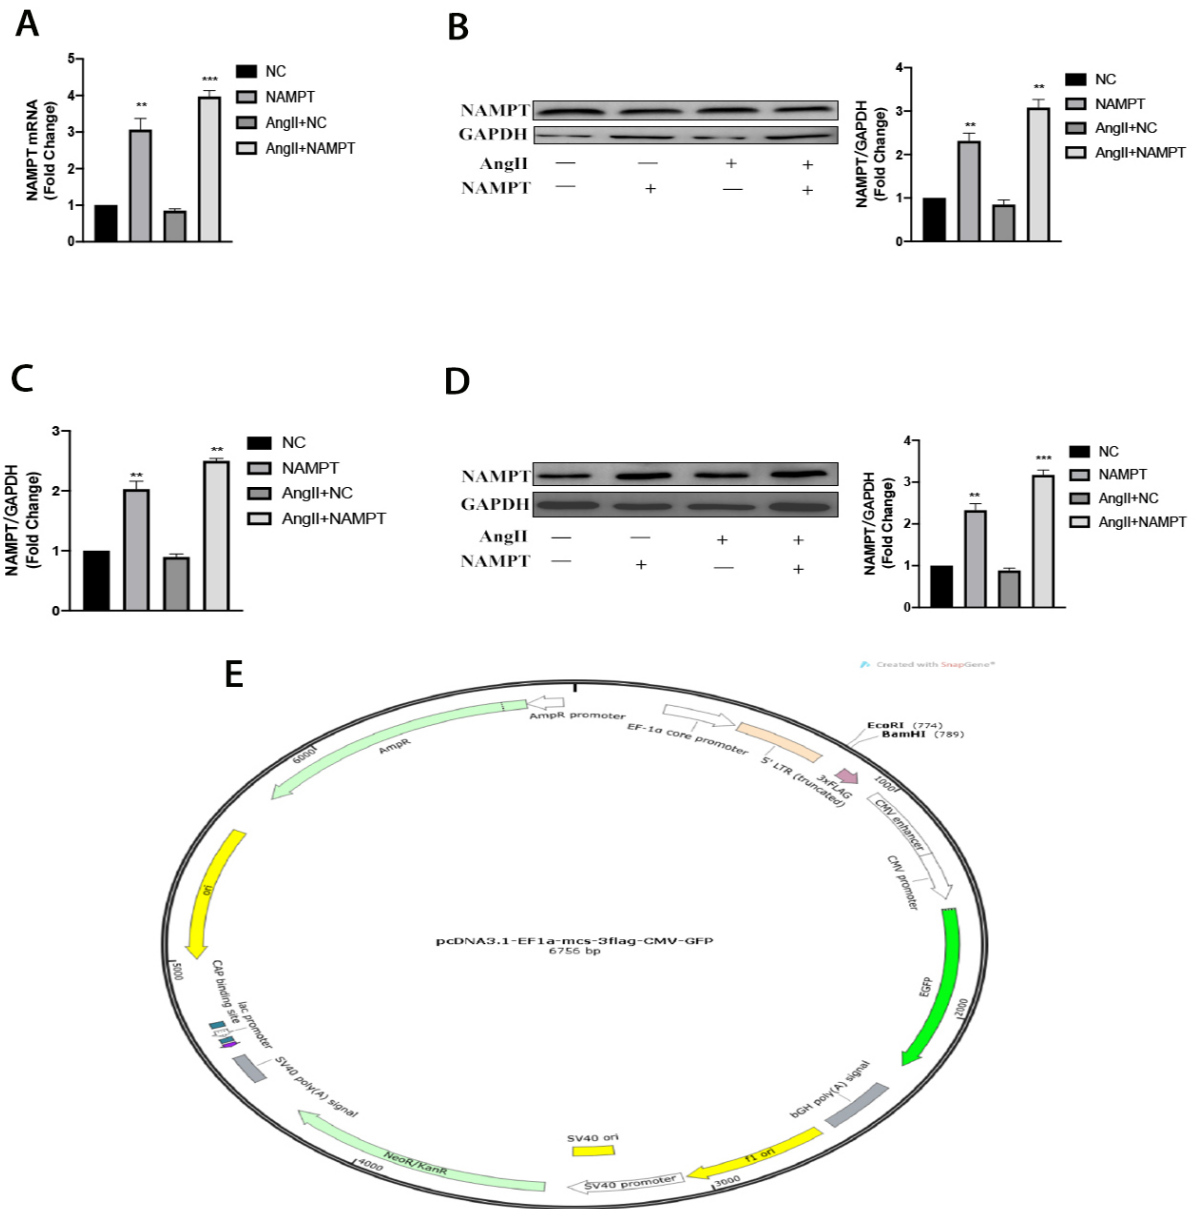 A
NAMPT mRNA
(Fold Change)
5
4
3
2
1
0
**
***
NC
NAMPT
AngII+NC
AngII+NAMPT
B
NAMPT
GAPDH
AngII — — + +
NAMPT — + — +
NAMPT/GAPDH
(Fold Change)
4
3
2
1
0
**
**
NC
NAMPT
AngII+NC
AngII+NAMPT
C
NAMPT/GAPDH
(Fold Change)
3
2
1
0
**
**
NC
NAMPT
AngII+NC
AngII+NAMPT
D
NAMPT
GAPDH
AngII — — + +
NAMPT — + — +
NAMPT/GAPDH
(Fold Change)
4
3
2
1
0
**
***
NC
NAMPT
AngII+NC
AngII+NAMPT
E
Created with SnapGene®
AmpR promoter
EF-1α core promoter
5' LTR (truncated)
3xFLAG
EcoRI (774)
BamHI (789)
1000
CMV enhancer
CMV promoter
EGFP
2000
bGH poly(A) signal
f1 ori
3000
SV40 promoter
SV40 ori
NeoR/KanR
4000
SV40 poly(A) signal
lac promoter
CAP binding site
5000
ori
6000
AmpR
pcDNA3.1-EF1a-mcs-3flag-CMV-GFP
6756 bp